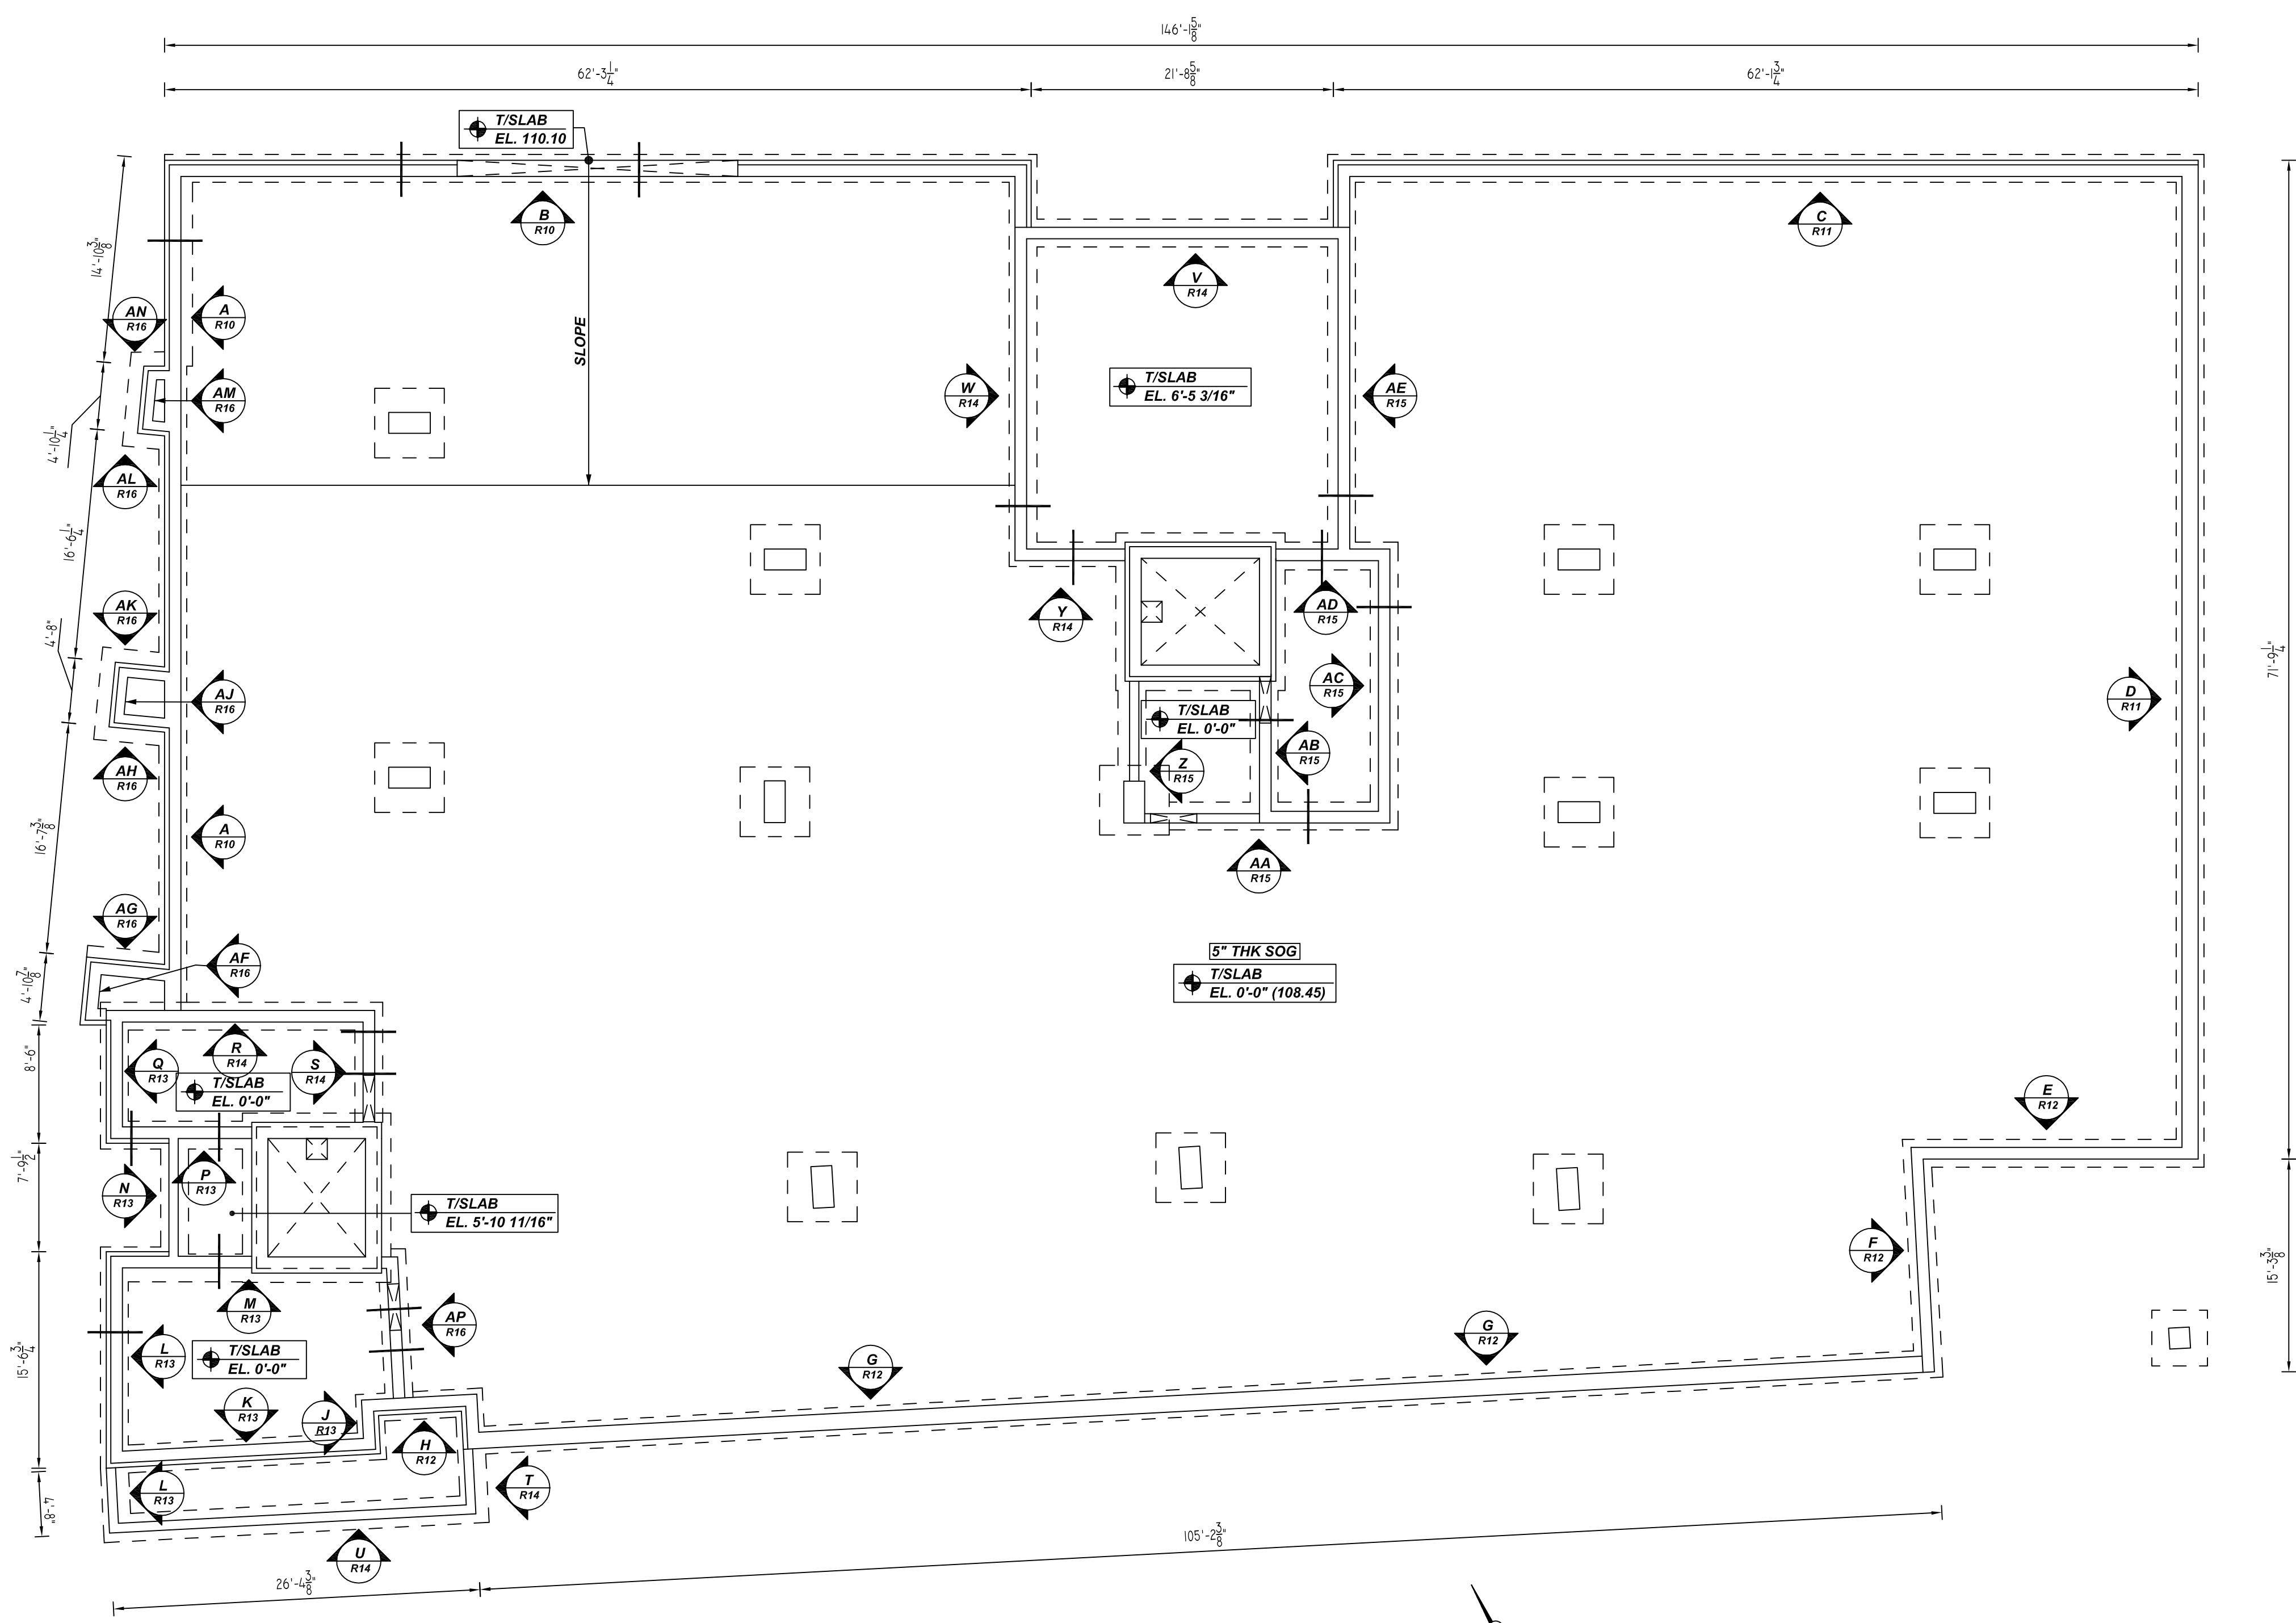 146'-1 5/8"
62'-3 1/4"
21'-8 5/8"
62'-1 3/4"
T/SLAB
EL. 110.10
B
R10
C
R11
14'-10 3/8"
AN
R16
A
R10
SLOPE
V
R14
T/SLAB
EL. 6'-5 3/16"
W
R14
AE
R15
AM
R16
4'-10 1/4"
AL
R16
16'-6 1/4"
AK
R16
Y
R14
AD
R15
4'-8"
AJ
R16
AC
R15
D
R11
71'-9 1/4"
T/SLAB
EL. 0'-0"
AB
R15
Z
R15
AH
R16
16'-7 3/8"
A
R10
AA
R15
AG
R16
AF
R16
4'-10 7/8"
5" THK SOG
T/SLAB
EL. 0'-0" (108.45)
8'-6"
Q
R13
R
R14
S
R14
T/SLAB
EL. 0'-0"
E
R12
7'-9 1/2"
N
R13
P
R13
T/SLAB
EL. 5'-10 11/16"
F
R12
15'-3 3/8"
M
R13
AP
R16
G
R12
G
R12
L
R13
T/SLAB
EL. 0'-0"
15'-6 3/4"
K
R13
J
R13
H
R12
L
R13
T
R14
4'-8"
U
R14
105'-2 3/8"
26'-4 3/8"